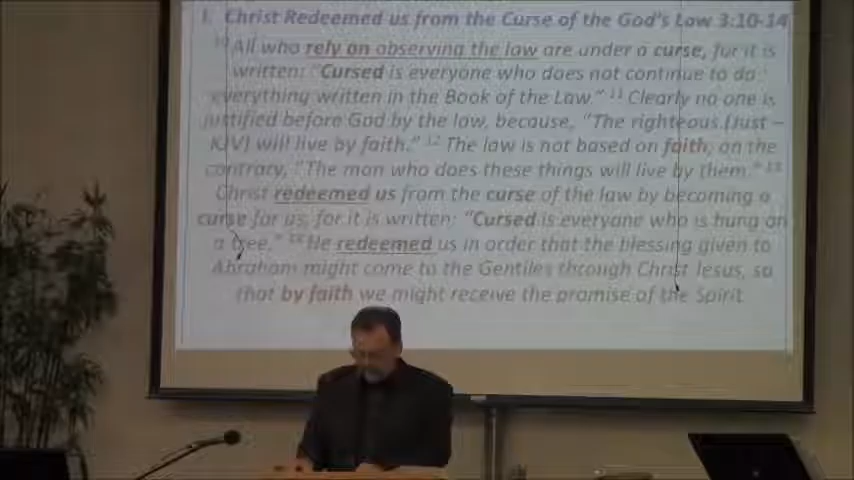 I. Christ Redeemed us from the Curse of the God's Law 3:10-14
10 All who rely on observing the law are under a curse, for it is
written: "Cursed is everyone who does not continue to do
everything written in the Book of the Law." 11 Clearly no one is
justified before God by the law, because, "The righteous (Just –
KJV) will live by faith." 12 The law is not based on faith; on the
contrary, "The man who does these things will live by them." 13
Christ redeemed us from the curse of the law by becoming a
curse for us, for it is written: "Cursed is everyone who is hung on
a tree." 14 He redeemed us in order that the blessing given to
Abraham might come to the Gentiles through Christ Jesus, so
that by faith we might receive the promise of the Spirit